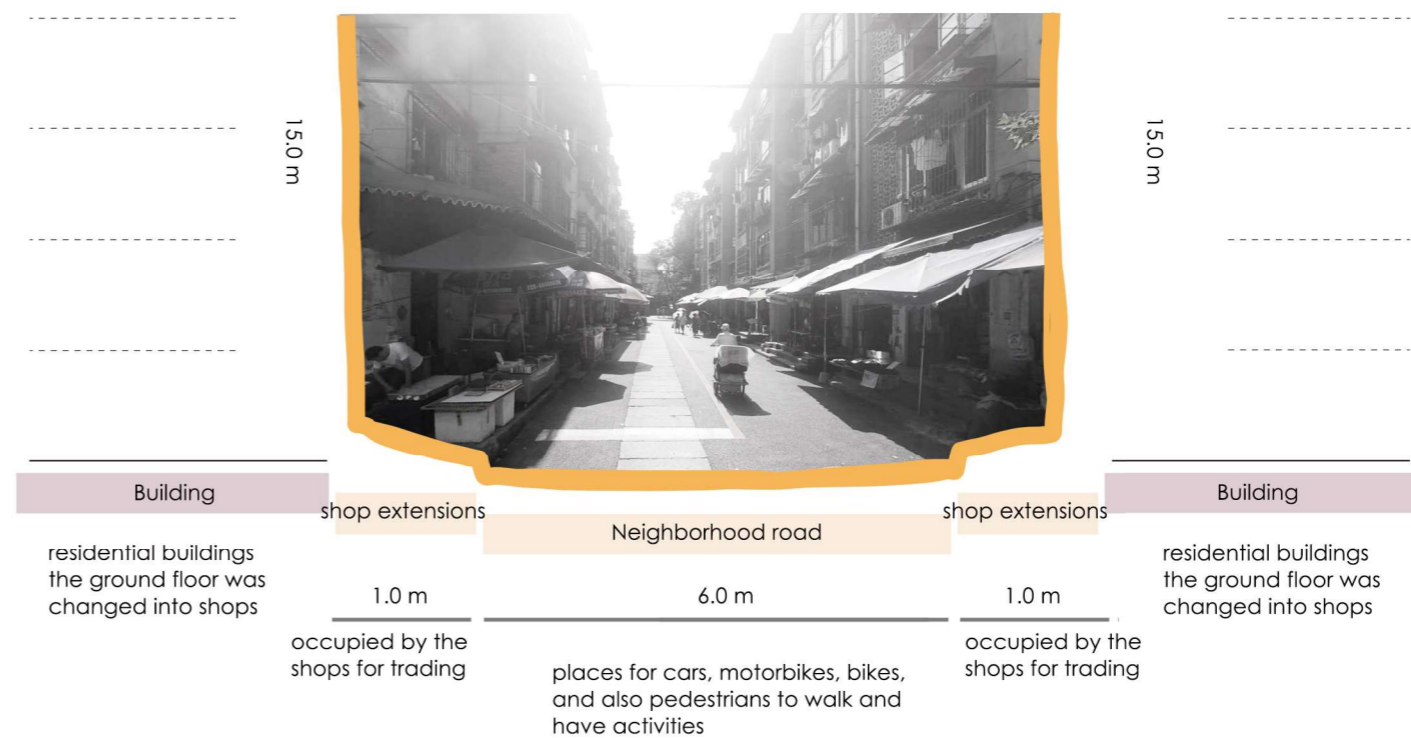 15.0 m
15.0 m
Building
shop extensions
Neighborhood road
shop extensions
Building
residential buildings
the ground floor was
changed into shops
1.0 m
occupied by the
shops for trading
6.0 m
places for cars, motorbikes, bikes,
and also pedestrians to walk and
have activities
1.0 m
occupied by the
shops for trading
residential buildings
the ground floor was
changed into shops